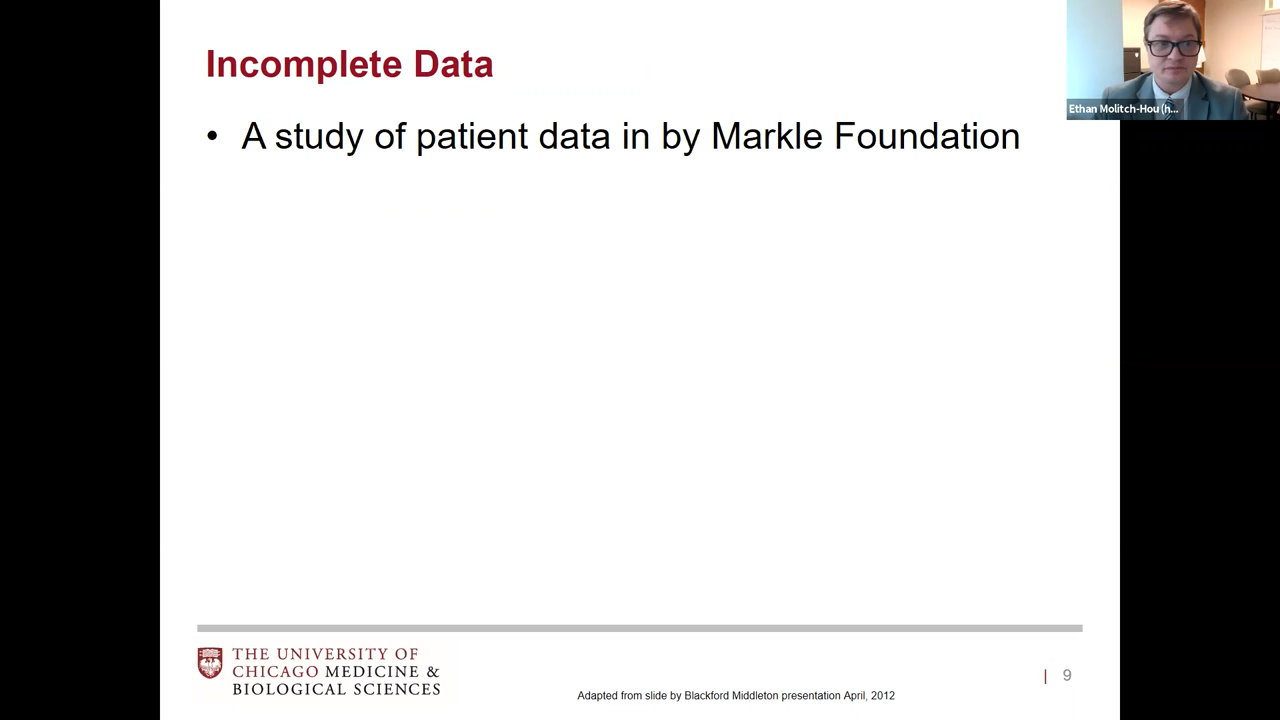 Incomplete Data
• A study of patient data in by Markle Foundation
Ethan Molitch-Hou (h...
THE UNIVERSITY OF
CHICAGO MEDICINE &
BIOLOGICAL SCIENCES
Adapted from slide by Blackford Middleton presentation April, 2012
| 9